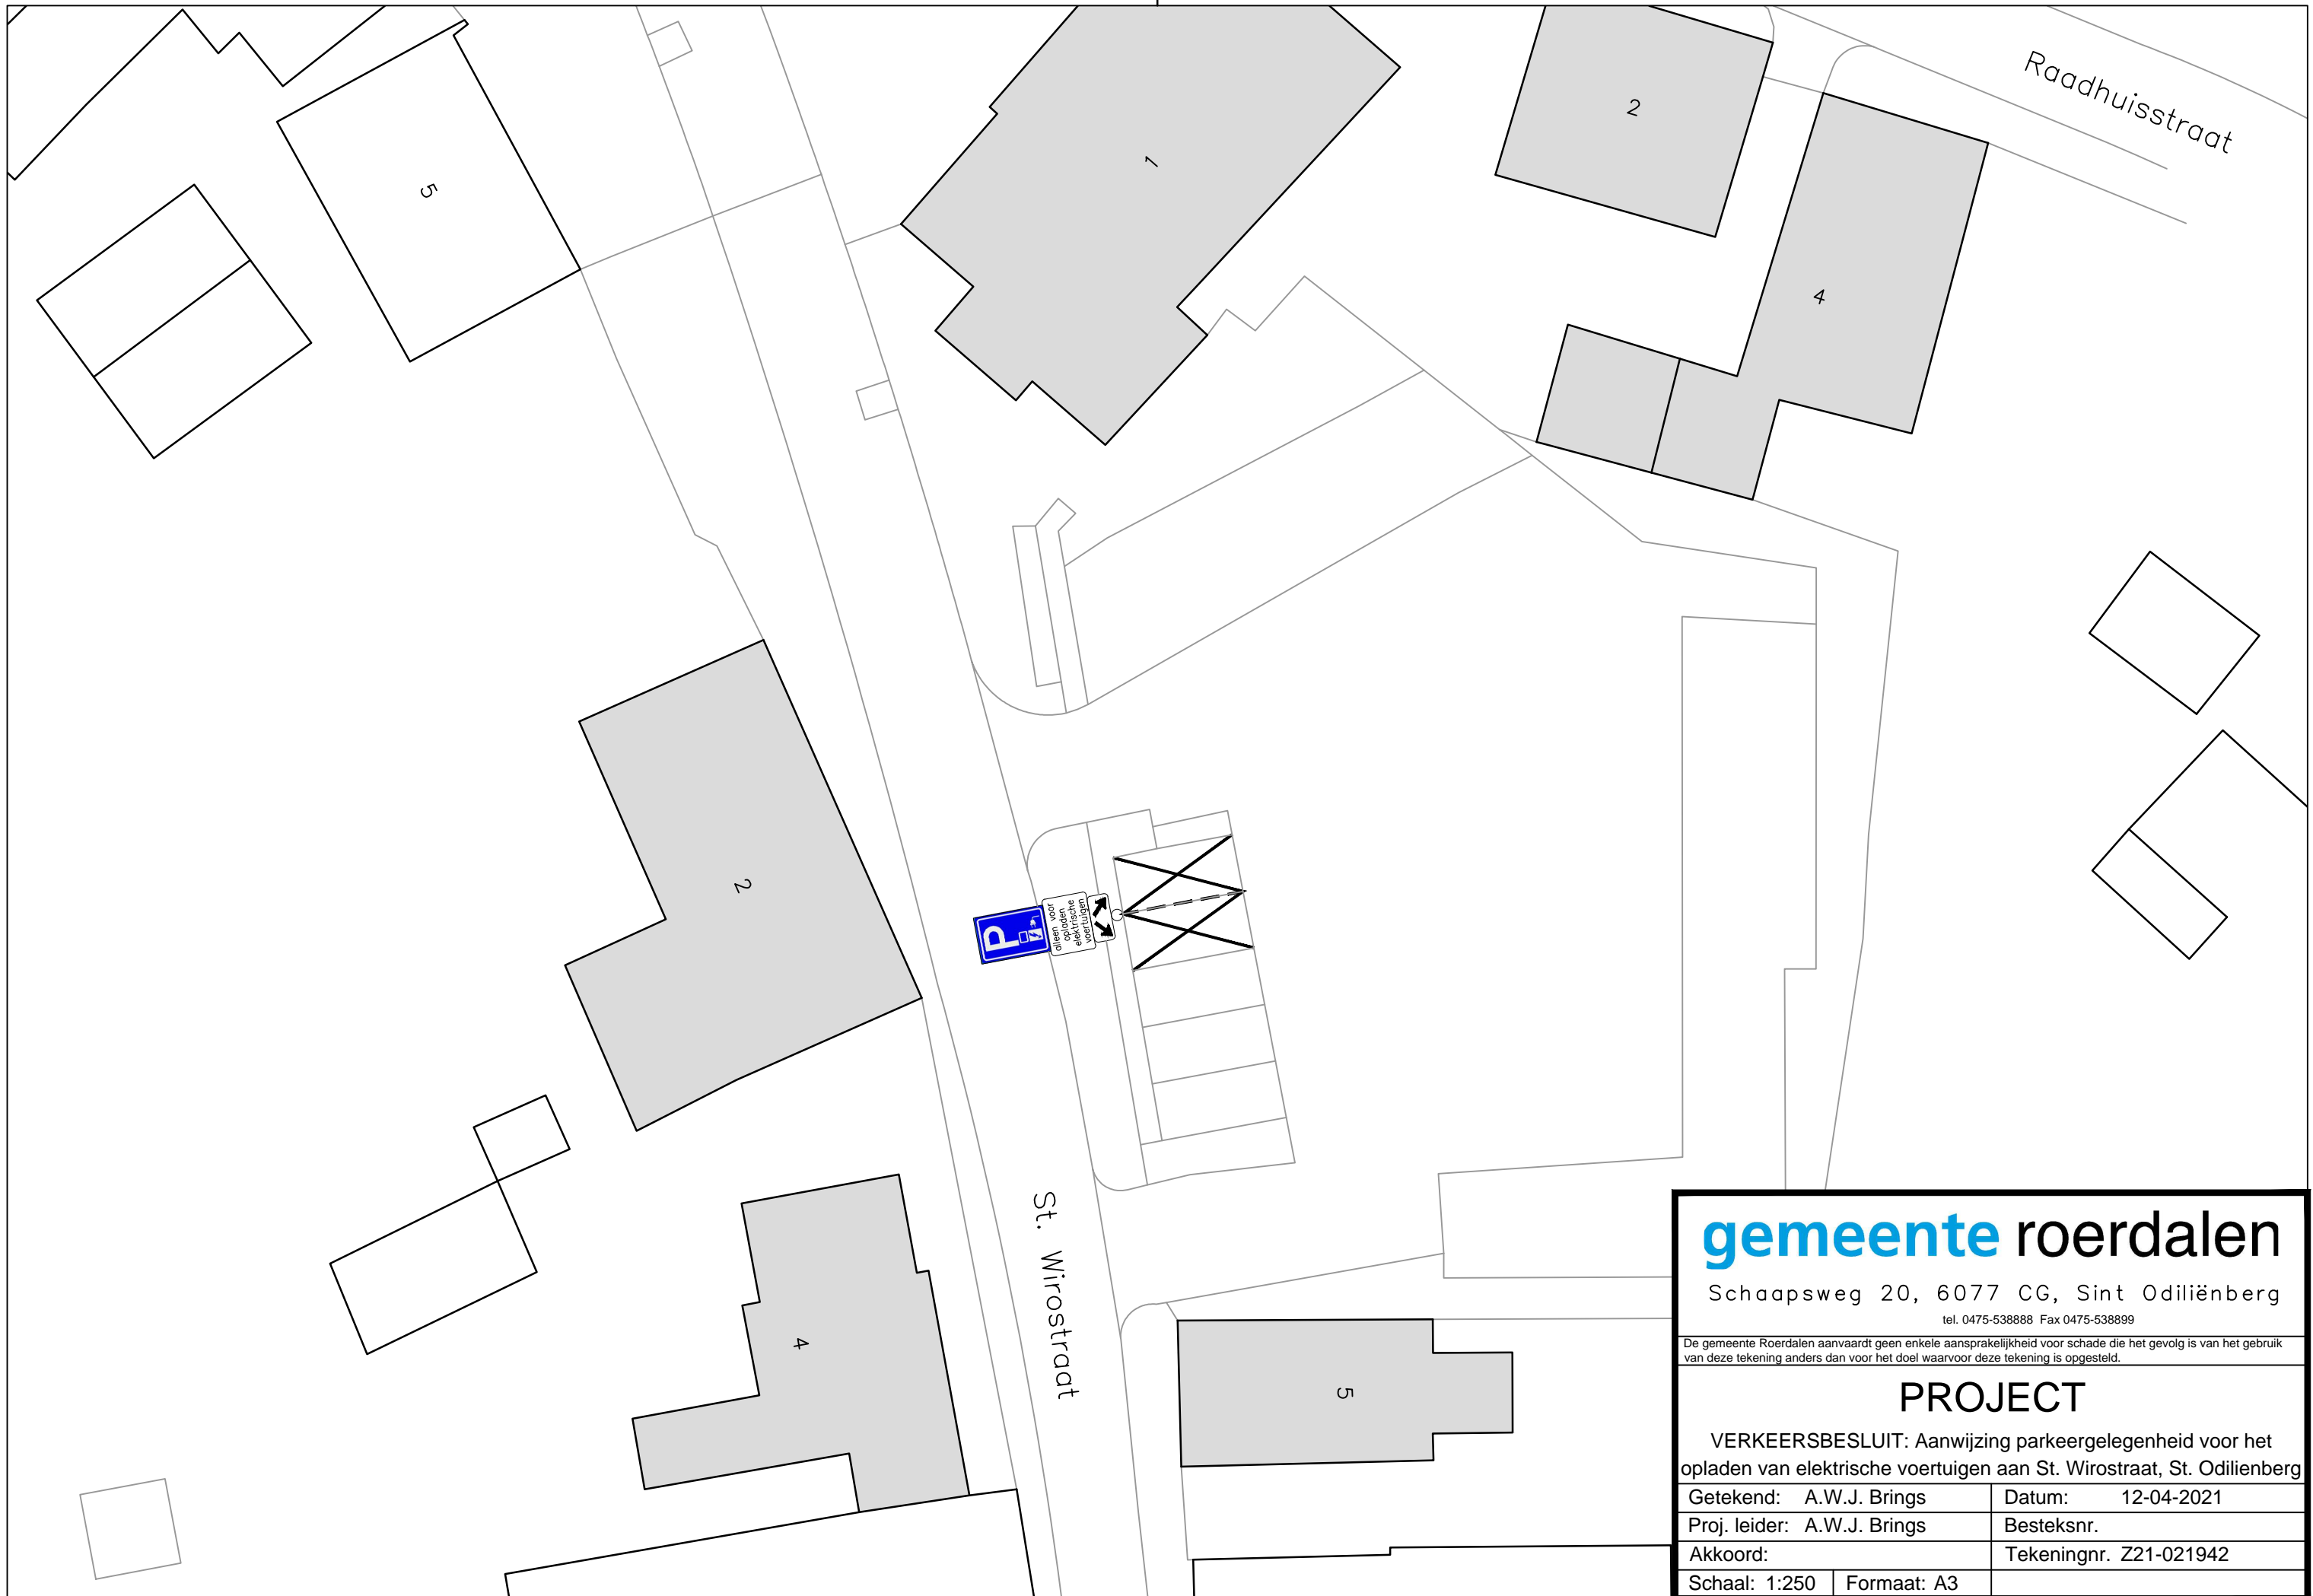 Raadhuisstraat
1
2
4
5
2
P
alleen voor
opladen
elektrische
voertuigen
4
St. Wirostraat
5
gemeente roerdalen
Schaapsweg 20, 6077 CG, Sint Odiliënberg
tel. 0475-538888 Fax 0475-538899
De gemeente Roerdalen aanvaardt geen enkele aansprakelijkheid voor schade die het gevolg is van het gebruik
van deze tekening anders dan voor het doel waarvoor deze tekening is opgesteld.
PROJECT
VERKEERSBESLUIT: Aanwijzing parkeergelegenheid voor het
opladen van elektrische voertuigen aan St. Wirostraat, St. Odilienberg
Getekend: A.W.J. Brings Datum: 12-04-2021
Proj. leider: A.W.J. Brings Besteksnr.
Akkoord: Tekeningnr. Z21-021942
Schaal: 1:250 Formaat: A3